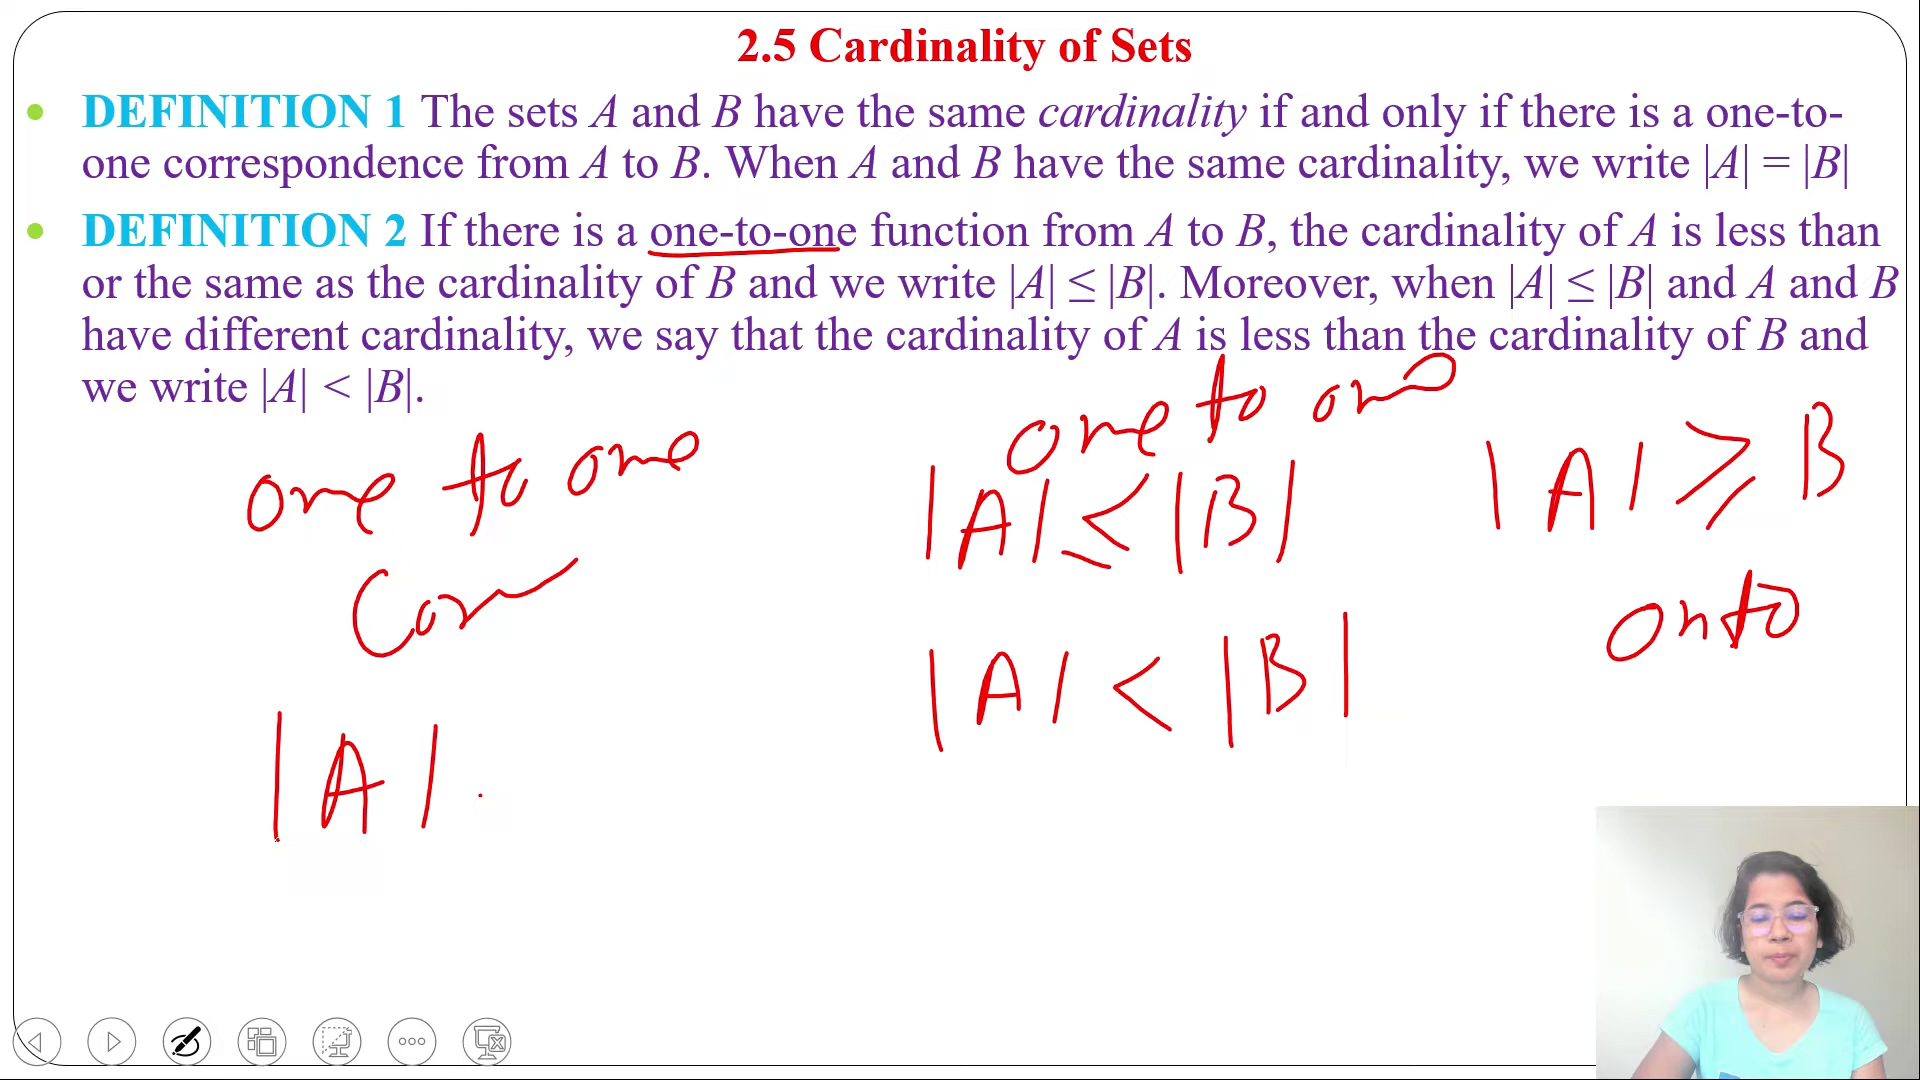 2.5 Cardinality of Sets
• DEFINITION 1 The sets A and B have the same cardinality if and only if there is a one-to-
one correspondence from A to B. When A and B have the same cardinality, we write |A| = |B|
• DEFINITION 2 If there is a one-to-one function from A to B, the cardinality of A is less than
or the same as the cardinality of B and we write |A| ≤ |B|. Moreover, when |A| ≤ |B| and A and B
have different cardinality, we say that the cardinality of A is less than the cardinality of B and
we write |A| < |B|.
one to one
Corr
|A|
one to one
|A| ≤ |B|
|A| < |B|
|A| ≥ B
onto